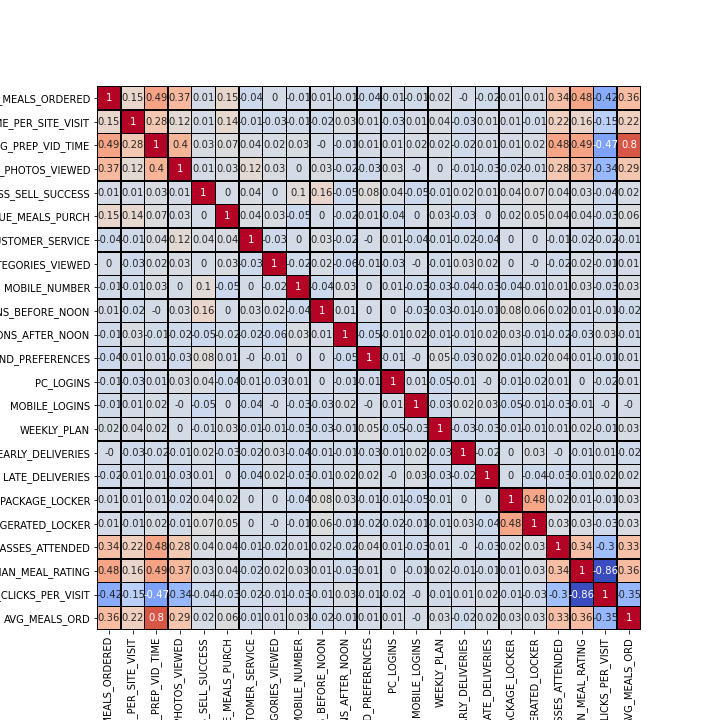 _MEALS_ORDERED 1 0.15 0.49 0.37 0.01 0.15 -0.04 0 -0.01 0.01 -0.01 -0.04 -0.01 -0.01 0.02 -0 -0.02 0.01 0.01 0.34 0.48 -0.42 0.36
ME_PER_SITE_VISIT 0.15 1 0.28 0.12 0.01 0.14 -0.01 -0.03 -0.01 -0.02 0.03 0.01 -0.03 0.01 0.04 -0.03 0.01 0.01 -0.01 0.22 0.16 -0.15 0.22
G_PREP_VID_TIME 0.49 0.28 1 0.4 0.03 0.07 0.04 0.02 0.03 -0 -0.01 0.01 0.01 0.02 0.02 -0.02 0.01 0.01 0.02 0.48 0.49 -0.47 0.8
PHOTOS_VIEWED 0.37 0.12 0.4 1 0.01 0.03 0.12 0.03 0 0.03 -0.02 -0.03 0.03 -0 0 -0.01 -0.03 -0.02 -0.01 0.28 0.37 -0.34 0.29
SS_SELL_SUCCESS 0.01 0.01 0.03 0.01 1 0 0.04 0 0.1 0.16 -0.05 0.08 0.04 -0.05 -0.01 0.02 0.01 0.04 0.07 0.04 0.03 -0.04 0.02
UE_MEALS_PURCH 0.15 0.14 0.07 0.03 0 1 0.04 0.03 -0.05 0 -0.02 0.01 -0.04 0 0.03 -0.03 0 0.02 0.05 0.04 0.04 -0.03 0.06
USTOMER_SERVICE -0.04 -0.01 0.04 0.12 0.04 0.04 1 -0.03 0 0.03 -0.02 -0 0.01 -0.04 -0.01 -0.02 -0.04 0 0 -0.01 -0.02 -0.02 -0.01
TEGORIES_VIEWED 0 -0.03 0.02 0.03 0 0.03 -0.03 1 -0.02 0.02 -0.06 -0.01 -0.03 -0 -0.01 0.03 0.02 0 -0 -0.02 0.02 -0.01 0.01
MOBILE_NUMBER -0.01 -0.01 0.03 0 0.1 -0.05 0 -0.02 1 -0.04 0.03 0 0.01 -0.03 -0.03 -0.04 -0.03 -0.04 -0.01 0.01 0.03 -0.03 0.03
NS_BEFORE_NOON 0.01 -0.02 -0 0.03 0.16 0 0.03 0.02 -0.04 1 0.01 0 0 -0.03 -0.03 -0.01 -0.01 0.08 0.06 0.02 0.01 -0.01 -0.02
ONS_AFTER_NOON -0.01 0.03 -0.01 -0.02 -0.05 -0.02 -0.02 -0.06 0.03 0.01 1 -0.05 -0.01 0.02 -0.01 -0.01 0.02 0.03 -0.01 -0.02 -0.03 0.03 -0.01
ND_PREFERENCES -0.04 0.01 0.01 -0.03 0.08 0.01 -0 -0.01 0 0 -0.05 1 -0.01 -0 0.05 -0.03 0.02 -0.01 -0.02 0.04 0.01 -0.01 0.01
PC_LOGINS -0.01 -0.03 0.01 0.03 0.04 -0.04 0.01 -0.03 0.01 0 -0.01 -0.01 1 0.01 -0.05 -0.01 -0 -0.01 -0.02 0.01 0 -0.02 0.01
MOBILE_LOGINS -0.01 0.01 0.02 -0 -0.05 0 -0.04 -0 -0.03 -0.03 0.02 -0 0.01 1 -0.03 0.02 0.03 -0.05 -0.01 -0.03 0.01 -0 -0
WEEKLY_PLAN 0.02 0.04 0.02 0 -0.01 0.03 -0.01 -0.01 -0.03 -0.03 -0.01 0.05 -0.05 -0.03 1 -0.03 -0.03 0.01 -0.01 0.01 0.02 -0.01 0.03
EARLY_DELIVERIES -0 -0.03 -0.02 -0.01 0.02 -0.03 -0.02 0.03 -0.04 -0.01 -0.01 -0.03 -0.01 0.02 -0.03 1 -0.02 0 0.03 -0 -0.01 0.01 -0.02
LATE_DELIVERIES -0.02 0.01 0.01 -0.03 0.01 0 -0.04 0.02 -0.03 -0.01 0.02 0.02 -0 0.03 -0.03 -0.02 1 0 -0.04 -0.03 -0.01 0.02 0.02
PACKAGE_LOCKER 0.01 0.01 0.01 -0.02 0.04 0.02 0 0 -0.04 0.08 0.03 -0.01 -0.01 -0.05 0.01 0 0 1 0.48 0.02 0.01 -0.01 0.03
GERATED_LOCKER 0.01 -0.01 0.02 -0.01 0.07 0.05 0 -0 -0.01 0.06 -0.01 -0.02 -0.02 -0.01 -0.01 0.03 -0.04 0.48 1 0.03 0.03 -0.03 0.03
ASSES_ATTENDED 0.34 0.22 0.48 0.28 0.04 0.04 -0.01 -0.02 0.01 0.02 -0.02 0.04 0.01 -0.03 0.01 -0 -0.03 0.02 0.03 1 0.34 -0.3 0.33
IAN_MEAL_RATING 0.48 0.16 0.49 0.37 0.03 0.04 -0.02 0.02 0.03 0.01 -0.03 0.01 0 0.01 0.02 -0.01 -0.01 0.01 0.03 0.34 1 -0.86 0.36
_CLICKS_PER_VISIT -0.42 -0.15 -0.47 -0.34 -0.04 -0.03 -0.02 -0.01 -0.03 -0.01 0.03 -0.01 -0.02 -0 -0.01 0.01 0.02 -0.01 -0.03 -0.3 -0.86 1 -0.35
AVG_MEALS_ORD 0.36 0.22 0.8 0.29 0.02 0.06 -0.01 0.01 0.03 -0.02 -0.01 0.01 0.01 -0 0.03 -0.02 0.02 0.03 0.03 0.33 0.36 -0.35 1
MEALS_ORDERED
_PER_SITE_VISIT
_PREP_VID_TIME
PHOTOS_VIEWED
_SELL_SUCCESS
E_MEALS_PURCH
TOMER_SERVICE
GORIES_VIEWED
MOBILE_NUMBER
S_BEFORE_NOON
NS_AFTER_NOON
D_PREFERENCES
PC_LOGINS
MOBILE_LOGINS
WEEKLY_PLAN
RLY_DELIVERIES
ATE_DELIVERIES
ACKAGE_LOCKER
ERATED_LOCKER
SSES_ATTENDED
N_MEAL_RATING
LICKS_PER_VISIT
AVG_MEALS_ORD